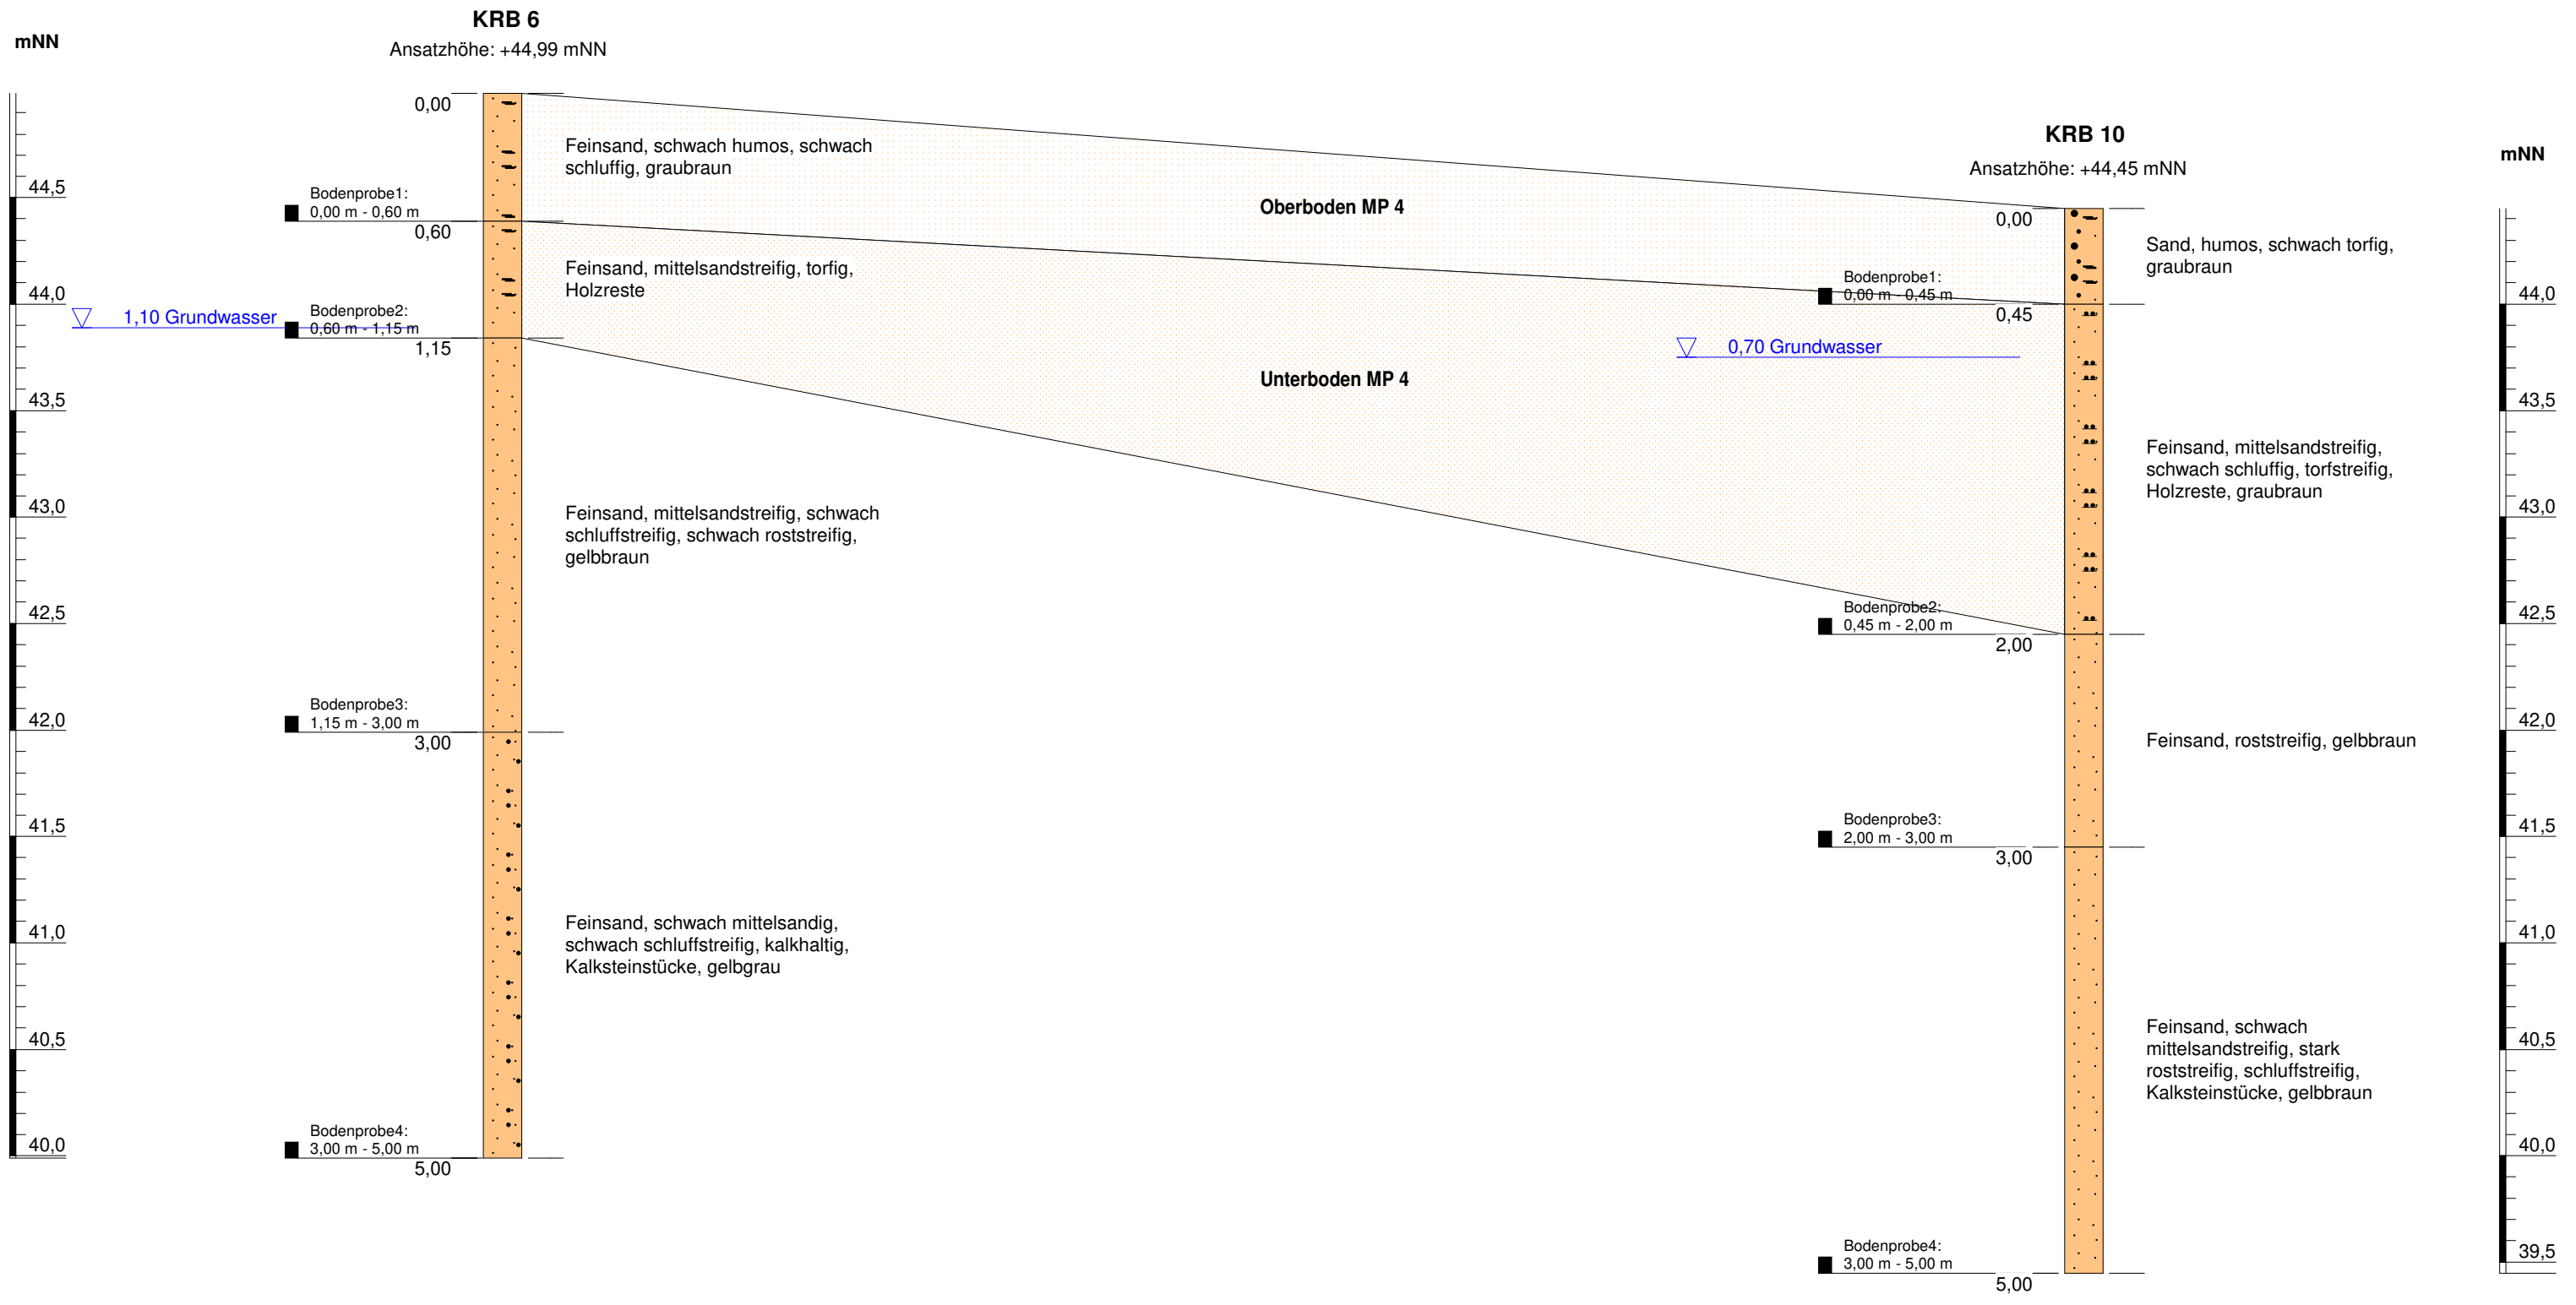 KRB 6
mNN
Ansatzhöhe: +44,99 mNN
0,00
Feinsand, schwach humos, schwach
schluffig, graubraun
44,5
Bodenprobe1:
0,00 m - 0,60 m
0,60
Feinsand, mittelsandstreifig, torfig,
Holzreste
44,0
1,10 Grundwasser
Bodenprobe2:
0,60 m - 1,15 m
1,15
43,5
43,0
Feinsand, mittelsandstreifig, schwach
schluffstreifig, schwach roststreifig,
gelbbraun
42,5
42,0
Bodenprobe3:
1,15 m - 3,00 m
3,00
41,5
41,0
Feinsand, schwach mittelsandig,
schwach schluffstreifig, kalkhaltig,
Kalksteinstücke, gelbgrau
40,5
40,0
Bodenprobe4:
3,00 m - 5,00 m
5,00
Oberboden MP 4
Unterboden MP 4
KRB 10
mNN
Ansatzhöhe: +44,45 mNN
0,00
Sand, humos, schwach torfig,
graubraun
Bodenprobe1:
0,00 m - 0,45 m
0,45
44,0
0,70 Grundwasser
43,5
Feinsand, mittelsandstreifig,
schwach schluffig, torfstreifig,
Holzreste, graubraun
43,0
42,5
Bodenprobe2:
0,45 m - 2,00 m
2,00
42,0
Feinsand, roststreifig, gelbbraun
41,5
Bodenprobe3:
2,00 m - 3,00 m
3,00
41,0
Feinsand, schwach
mittelsandstreifig, stark
roststreifig, schluffstreifig,
Kalksteinstücke, gelbbraun
40,5
40,0
39,5
Bodenprobe4:
3,00 m - 5,00 m
5,00